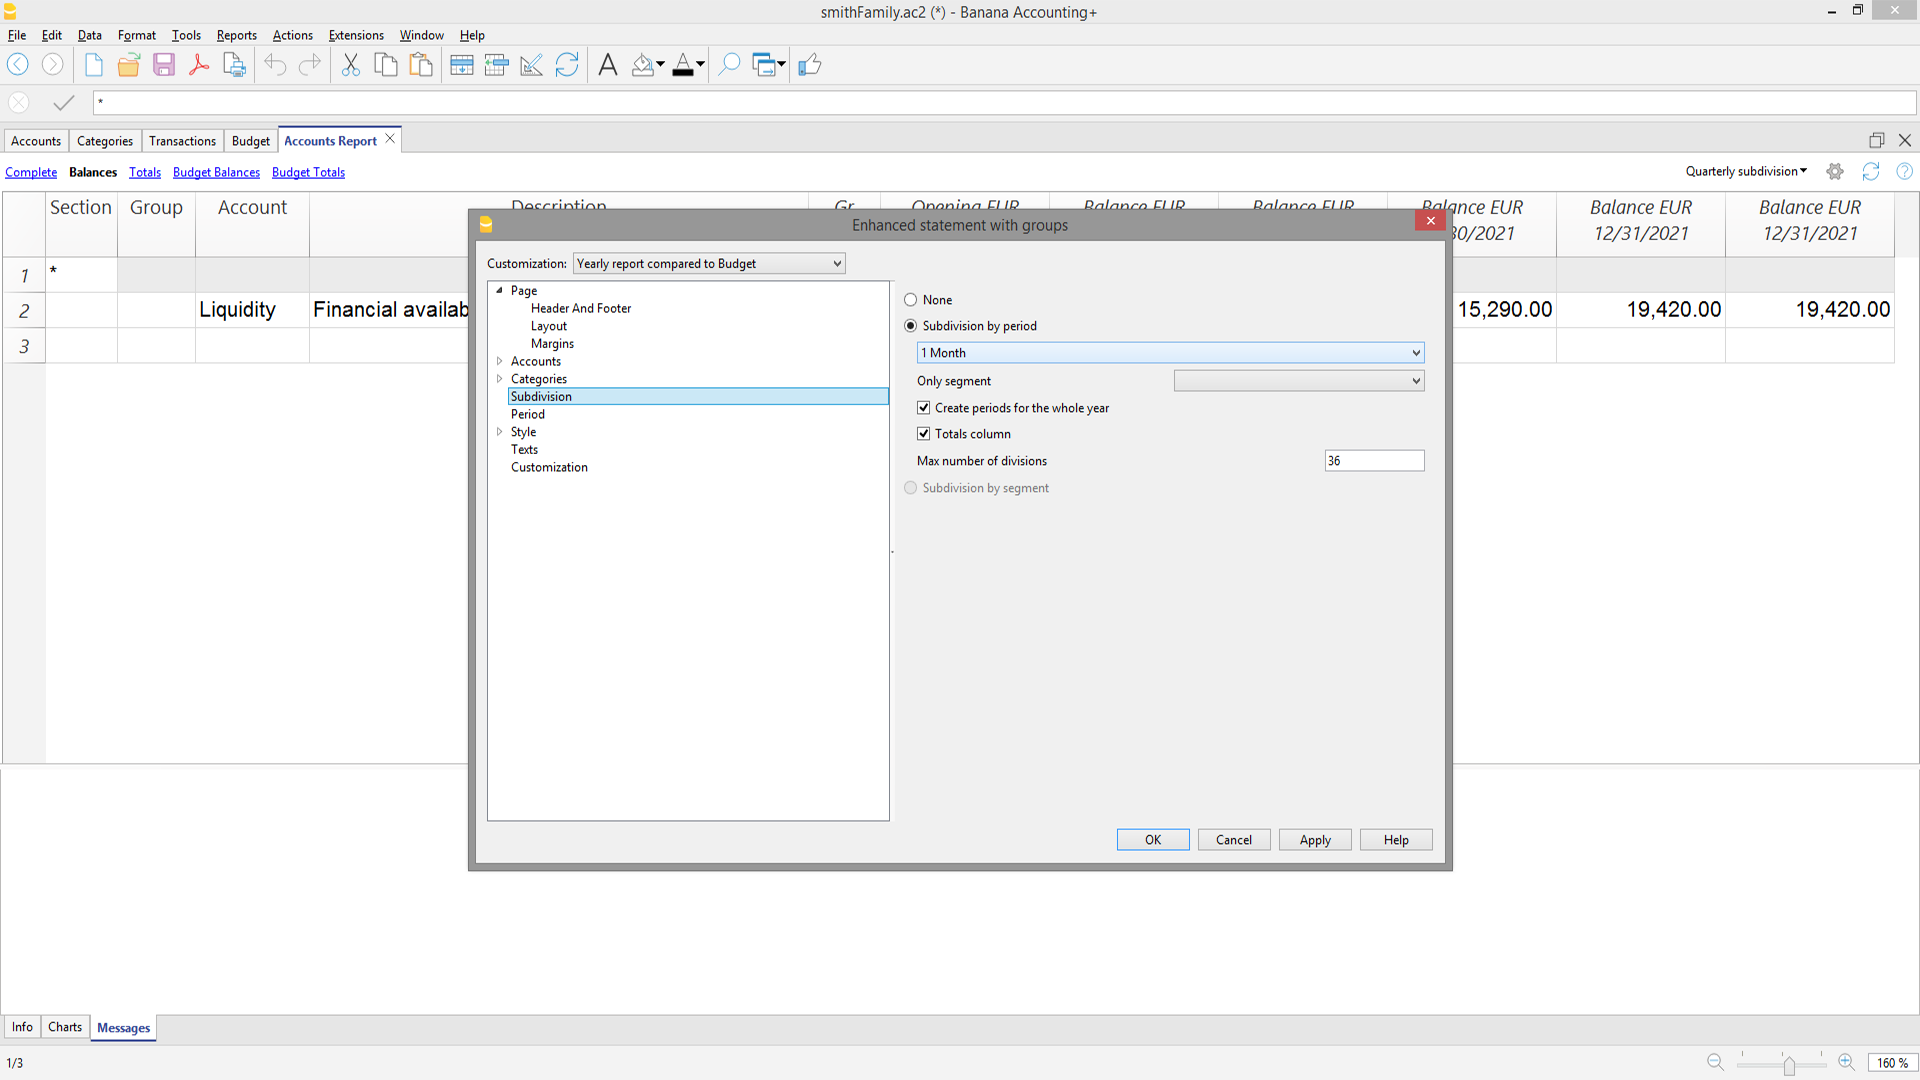 smithFamily.ac2 (*) - Banana Accounting+
File Edit Data Format Tools Reports Actions Extensions Window Help
*
Accounts Categories Transactions Budget Accounts Report
Complete Balances Totals Budget Balances Budget Totals Quarterly subdivision
Section Group Account Description Gr. Opening EUR Balance EUR Balance EUR Balance EUR Balance EUR Balance EUR
30/2021 12/31/2021 12/31/2021
1 *
2 Liquidity Financial availab 15,290.00 19,420.00 19,420.00
3
Enhanced statement with groups
Customization: Yearly report compared to Budget
Page
Header And Footer
Layout
Margins
Accounts
Categories
Subdivision
Period
Style
Texts
Customization
None
Subdivision by period
1 Month
Only segment
Create periods for the whole year
Totals column
Max number of divisions 36
Subdivision by segment
OK Cancel Apply Help
Info Charts Messages
1/3 160 %